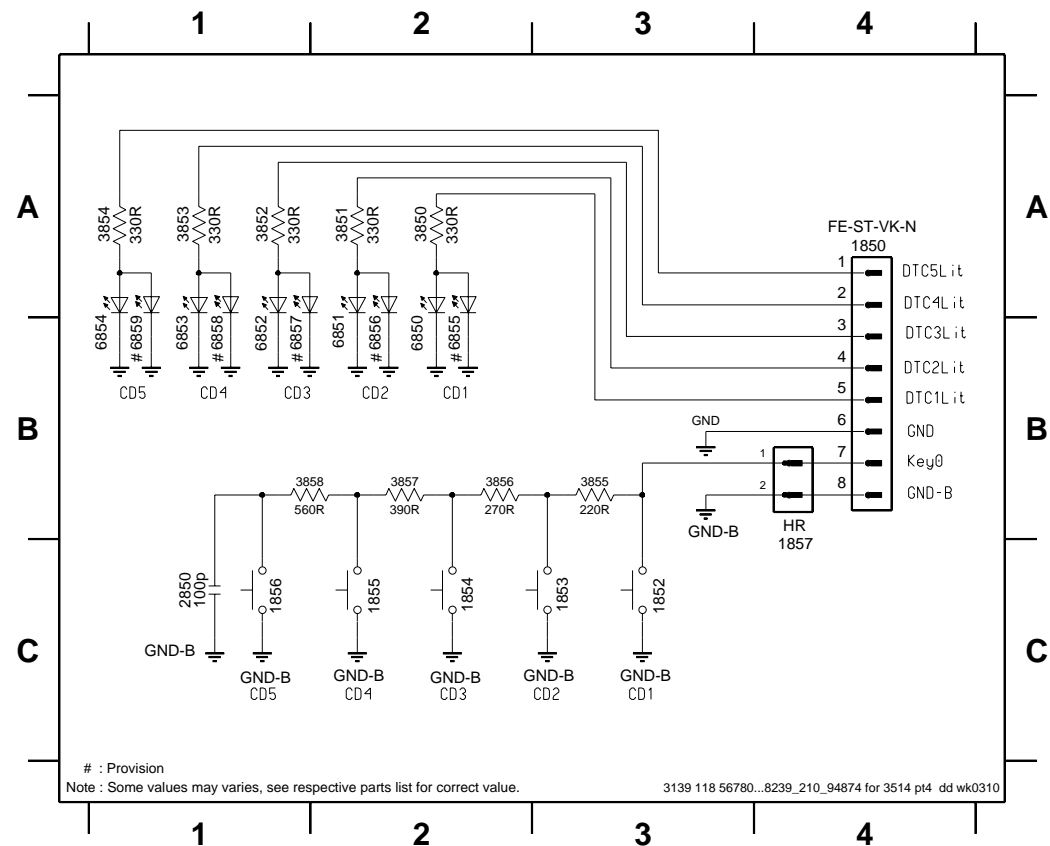 1 2 3 4
A A
3854 330R 3853 330R 3852 330R 3851 330R 3850 330R
FE-ST-VK-N
1850
1 DTC5Lit
2 DTC4Lit
3 DTC3Lit
4 DTC2Lit
5 DTC1Lit
6 GND
7 Key0
8 GND-B
6854 # 6859 6853 # 6858 6852 # 6857 6851 # 6856 6850 # 6855
CD5 CD4 CD3 CD2 CD1
B B
GND
1
2
GND-B
HR
1857
3858 3857 3856 3855
560R 390R 270R 220R
2850 100p 1856 1855 1854 1853 1852
C C
GND-B GND-B GND-B GND-B GND-B GND-B
CD5 CD4 CD3 CD2 CD1
# : Provision
Note : Some values may varies, see respective parts list for correct value.
3139 118 56780...8239_210_94874 for 3514 pt4 dd wk0310
1 2 3 4